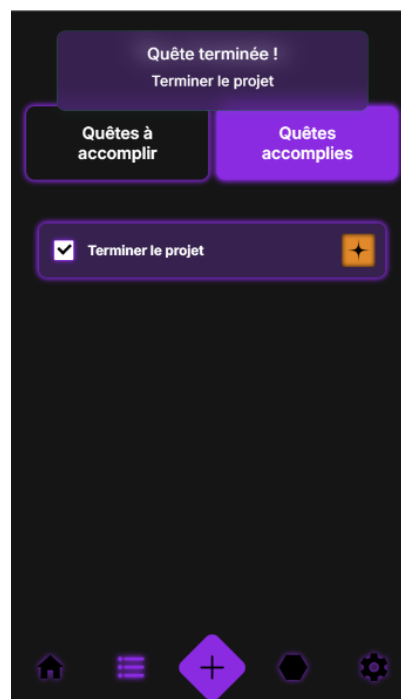 Quête terminée !
Terminer le projet
Quêtes à
accomplir
Quêtes
accomplies
Terminer le projet